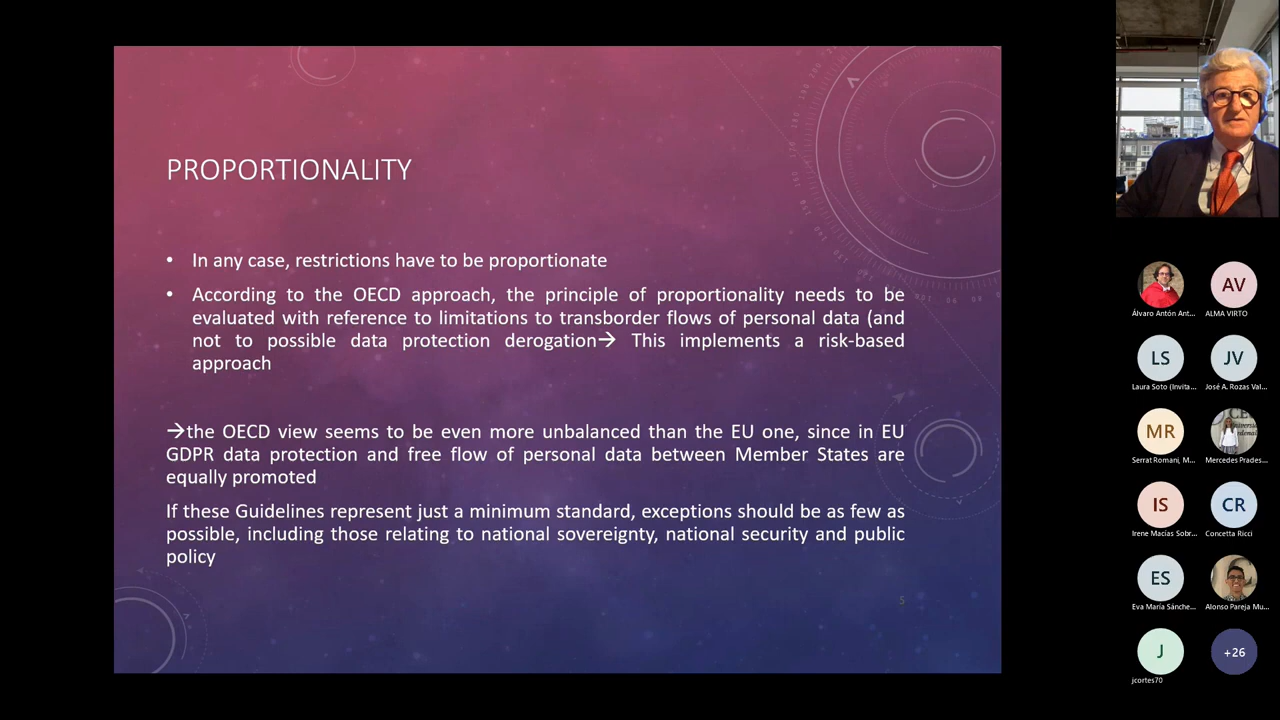 PROPORTIONALITY
• In any case, restrictions have to be proportionate
• According to the OECD approach, the principle of proportionality needs to be
evaluated with reference to limitations to transborder flows of personal data (and
not to possible data protection derogation→ This implements a risk-based
approach
→the OECD view seems to be even more unbalanced than the EU one, since in EU
GDPR data protection and free flow of personal data between Member States are
equally promoted
If these Guidelines represent just a minimum standard, exceptions should be as few as
possible, including those relating to national sovereignty, national security and public
policy
5
Álvaro Antón Ant...
AV
ALMA VIRTO
LS
Laura Soto (Invita...
JV
José A. Rozas Val...
MR
Serrat Romaní, M...
Mercedes Prades...
IS
Irene Macías Sobr...
CR
Concetta Ricci
ES
Eva María Sánche...
Alonso Pareja Mu...
J
jcortes70
+26